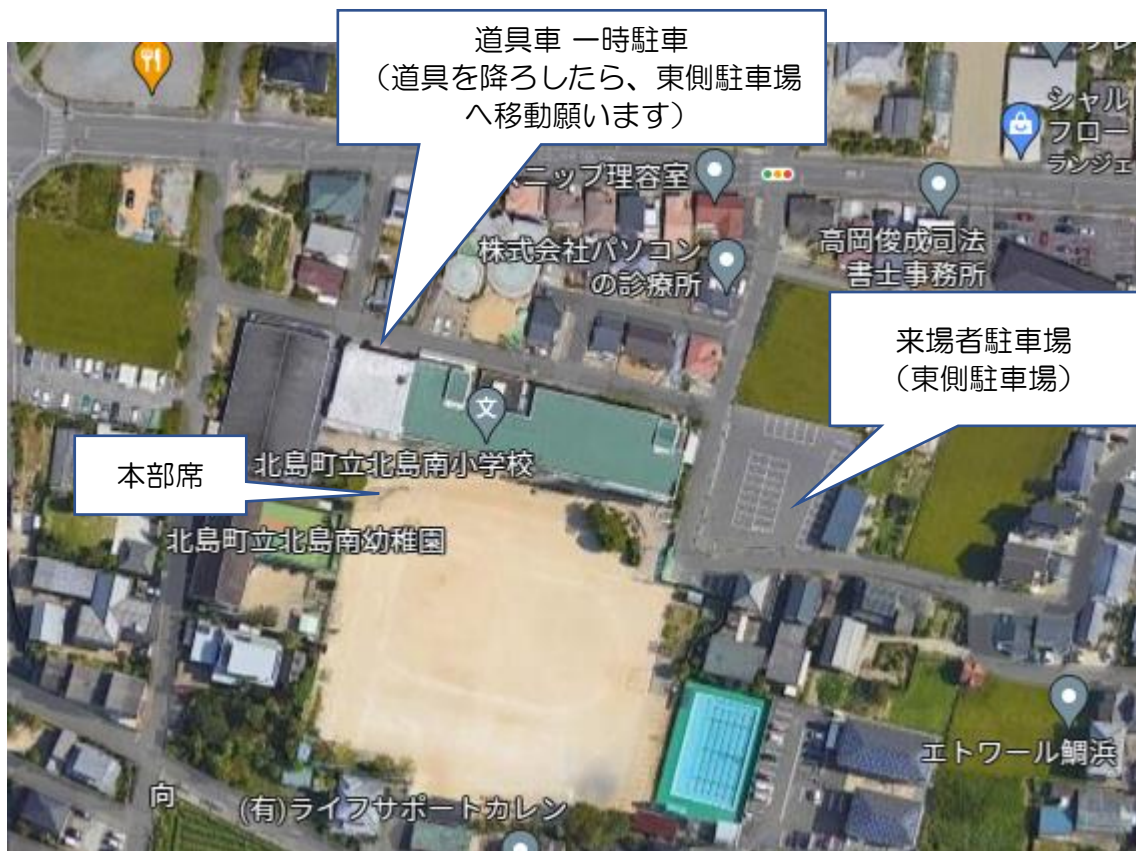 道具車 一時駐車
（道具を降ろしたら、東側駐車場
へ移動願います）
シャル
フロー
ランジェ
ニップ理容室
株式会社パソコン
の診療所
高岡俊成司法
書士事務所
来場者駐車場
（東側駐車場）
文
北島町立北島南小学校
本部席
北島町立北島南幼稚園
エトワール鯛浜
向
(有)ライフサポートカレン